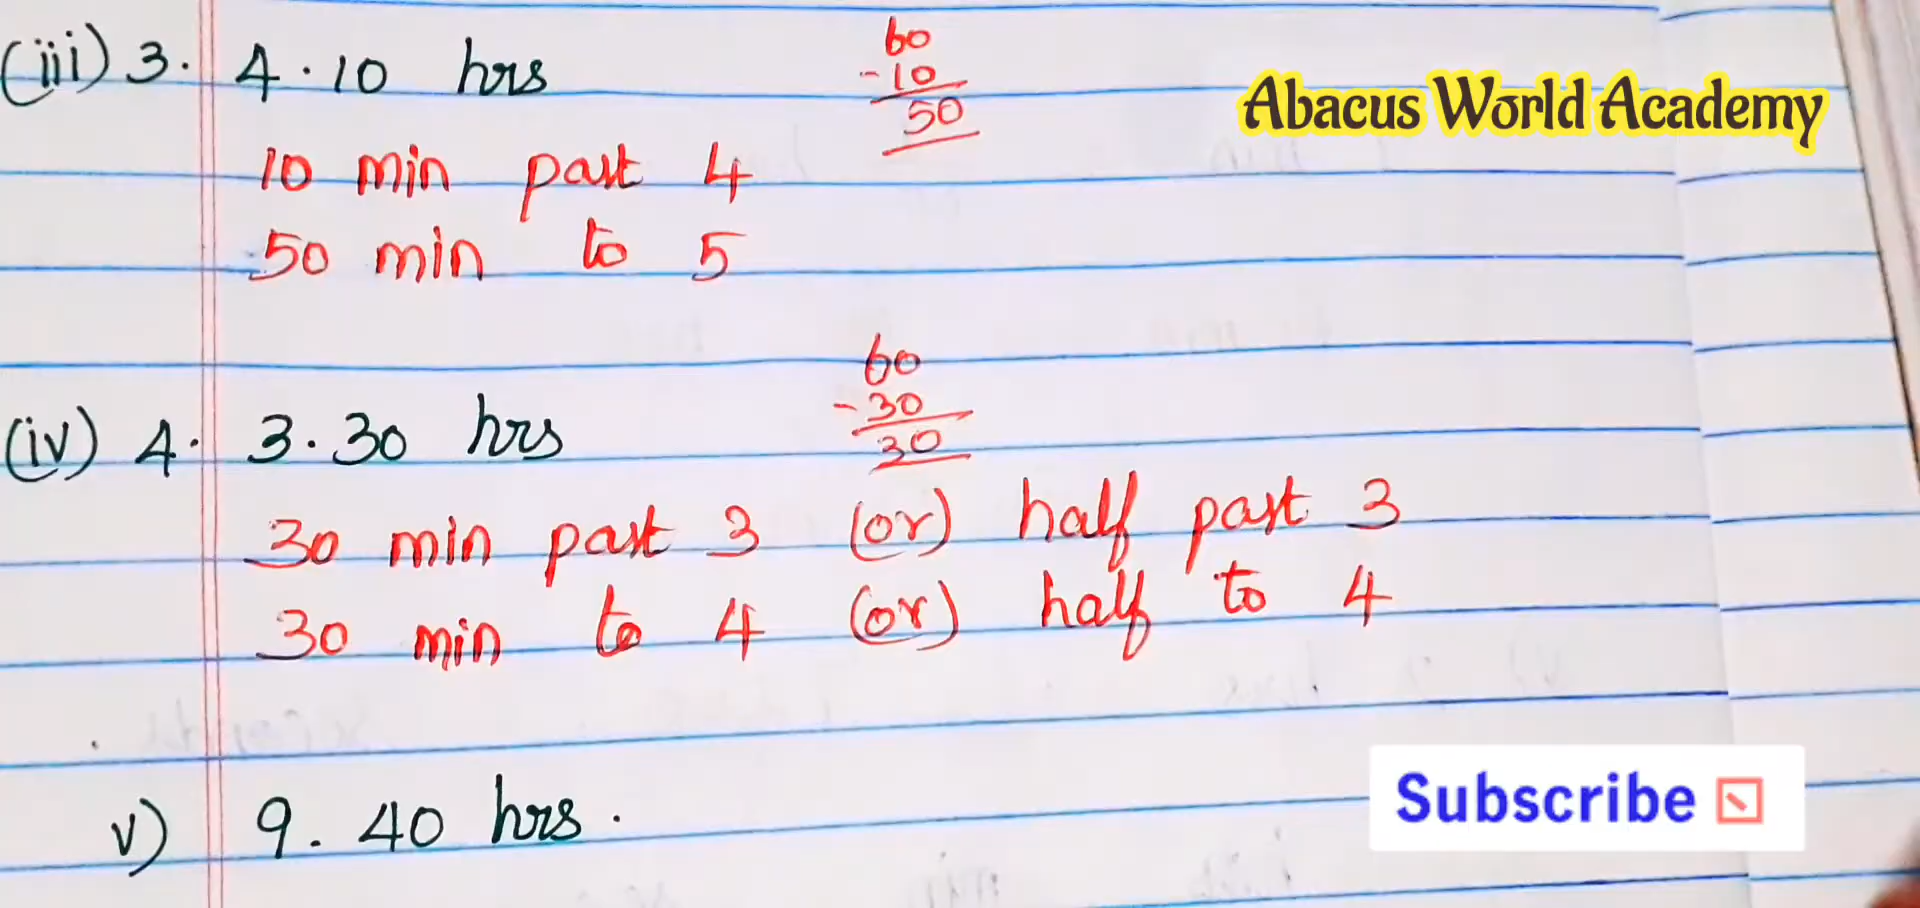 (iii) 3. 4.10 hrs
60
-10
50
Abacus World Academy
10 min past 4
50 min to 5
60
-30
30
(iv) 4. 3.30 hrs
30 min past 3 (or) half past 3
30 min to 4 (or) half to 4
v) 9.40 hrs.
Subscribe